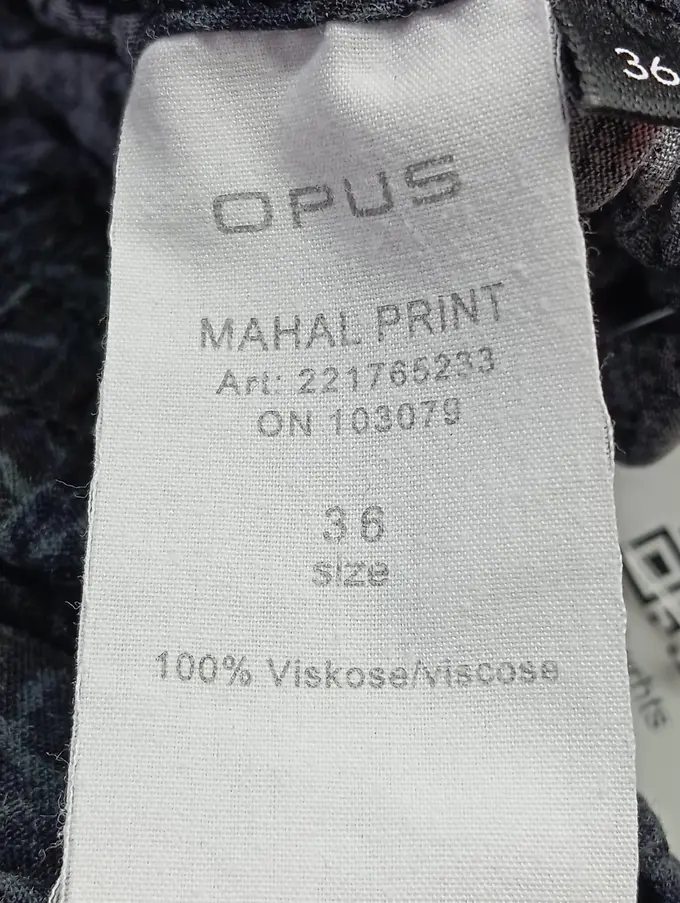 36
OPUS
MAHAL PRINT
Art: 221765233
ON 103079
36
size
100% Viskose/viscose